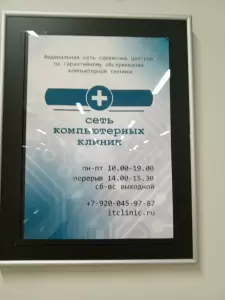 Федеральная сеть сервисных центров
по гарантийному обслуживанию
компьютерной техники
сеть
компьютерных
клиник
пн-пт 10.00-19.00
перерыв 14.00-15.30
сб-вс выходной
+7-920-045-97-87
itclinic.ru